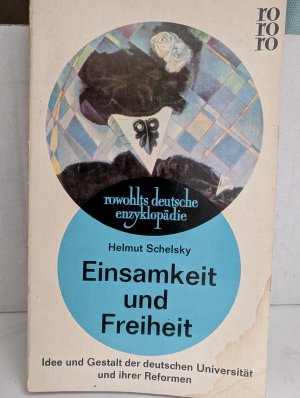 ro
ro
ro
rowohlts deutsche
enzyklopädie
Helmut Schelsky
Einsamkeit
und
Freiheit
Idee und Gestalt der deutschen Universität
und ihrer Reformen